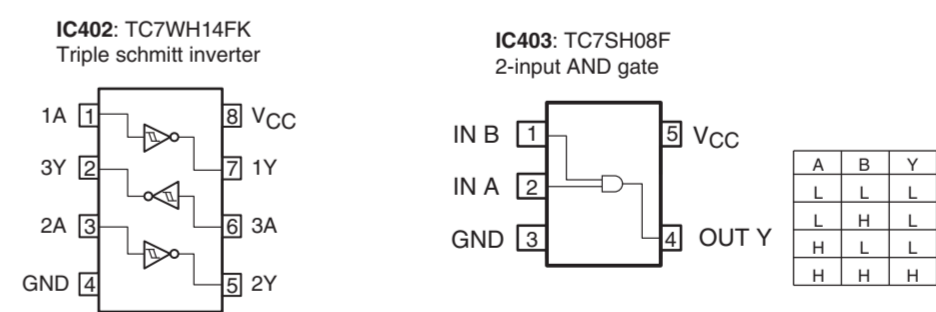 IC402: TC7WH14FK
Triple schmitt inverter
1A 1 8 VCC
3Y 2 7 1Y
2A 3 6 3A
GND 4 5 2Y
IC403: TC7SH08F
2-input AND gate
IN B 1 5 VCC
IN A 2
GND 3 4 OUT Y
A B Y
L L L
L H L
H L L
H H H